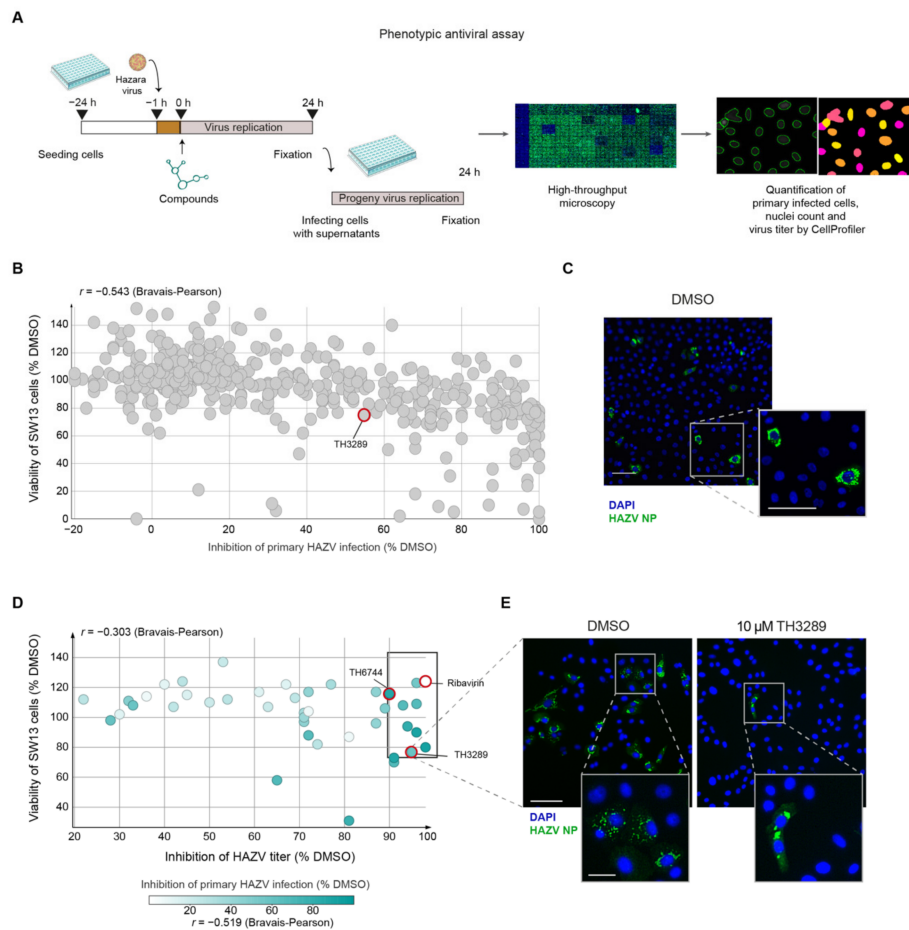 A
Phenotypic antiviral assay
Hazara
virus
−24 h
−1 h
0 h
24 h
Virus replication
Seeding cells
Compounds
Fixation
24 h
Progeny virus replication
Infecting cells
with supernatants
Fixation
High-throughput
microscopy
Quantification of
primary infected cells,
nuclei count and
virus titer by CellProfiler
B
r = −0.543 (Bravais-Pearson)
Viability of SW13 cells (% DMSO)
140
120
100
80
60
40
20
0
TH3289
−20
0
20
40
60
80
100
Inhibition of primary HAZV infection (% DMSO)
C
DMSO
DAPI
HAZV NP
D
r = −0.303 (Bravais-Pearson)
Viability of SW13 cells (% DMSO)
140
120
100
80
60
40
TH6744
Ribavirin
TH3289
20
30
40
50
60
70
80
90
100
Inhibition of HAZV titer (% DMSO)
Inhibition of primary HAZV infection (% DMSO)
20
40
60
80
r = −0.519 (Bravais-Pearson)
E
DMSO
10 µM TH3289
DAPI
HAZV NP